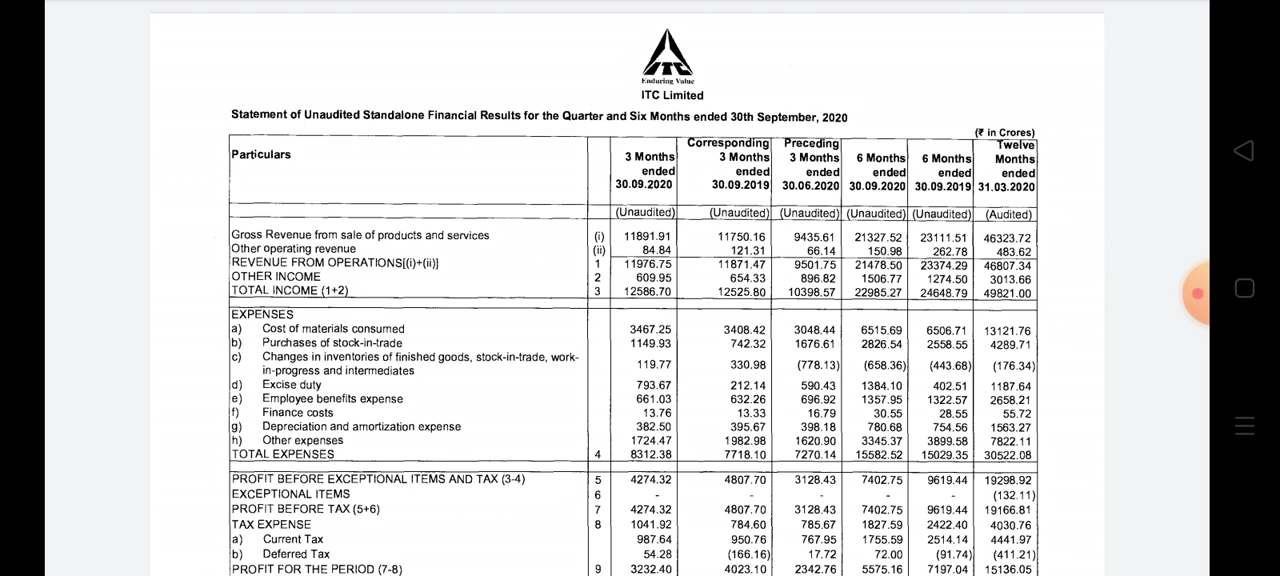 ITC
Enduring Value
ITC Limited
Statement of Unaudited Standalone Financial Results for the Quarter and Six Months ended 30th September, 2020
(₹ in Crores)
Particulars 3 Months ended 30.09.2020 Corresponding 3 Months ended 30.09.2019 Preceding 3 Months ended 30.06.2020 6 Months ended 30.09.2020 6 Months ended 30.09.2019 Twelve Months ended 31.03.2020
(Unaudited) (Unaudited) (Unaudited) (Unaudited) (Unaudited) (Audited)
Gross Revenue from sale of products and services (i) 11891.91 11750.16 9435.61 21327.52 23111.51 46323.72
Other operating revenue (ii) 84.84 121.31 66.14 150.98 262.78 483.62
REVENUE FROM OPERATIONS[(i)+(ii)] 1 11976.75 11871.47 9501.75 21478.50 23374.29 46807.34
OTHER INCOME 2 609.95 654.33 896.82 1506.77 1274.50 3013.66
TOTAL INCOME (1+2) 3 12586.70 12525.80 10398.57 22985.27 24648.79 49821.00
EXPENSES
a) Cost of materials consumed 3467.25 3408.42 3048.44 6515.69 6506.71 13121.76
b) Purchases of stock-in-trade 1149.93 742.32 1676.61 2826.54 2558.55 4289.71
c) Changes in inventories of finished goods, stock-in-trade, work-
in-progress and intermediates 119.77 330.98 (778.13) (658.36) (443.68) (176.34)
d) Excise duty 793.67 212.14 590.43 1384.10 402.51 1187.64
e) Employee benefits expense 661.03 632.26 696.92 1357.95 1322.57 2658.21
f) Finance costs 13.76 13.33 16.79 30.55 28.55 55.72
g) Depreciation and amortization expense 382.50 395.67 398.18 780.68 754.56 1563.27
h) Other expenses 1724.47 1982.98 1620.90 3345.37 3899.58 7822.11
TOTAL EXPENSES 4 8312.38 7718.10 7270.14 15582.52 15029.35 30522.08
PROFIT BEFORE EXCEPTIONAL ITEMS AND TAX (3-4) 5 4274.32 4807.70 3128.43 7402.75 9619.44 19298.92
EXCEPTIONAL ITEMS 6 - - - - - (132.11)
PROFIT BEFORE TAX (5+6) 7 4274.32 4807.70 3128.43 7402.75 9619.44 19166.81
TAX EXPENSE 8 1041.92 784.60 785.67 1827.59 2422.40 4030.76
a) Current Tax 987.64 950.76 767.95 1755.59 2514.14 4441.97
b) Deferred Tax 54.28 (166.16) 17.72 72.00 (91.74) (411.21)
PROFIT FOR THE PERIOD (7-8) 9 3232.40 4023.10 2342.76 5575.16 7197.04 15136.05